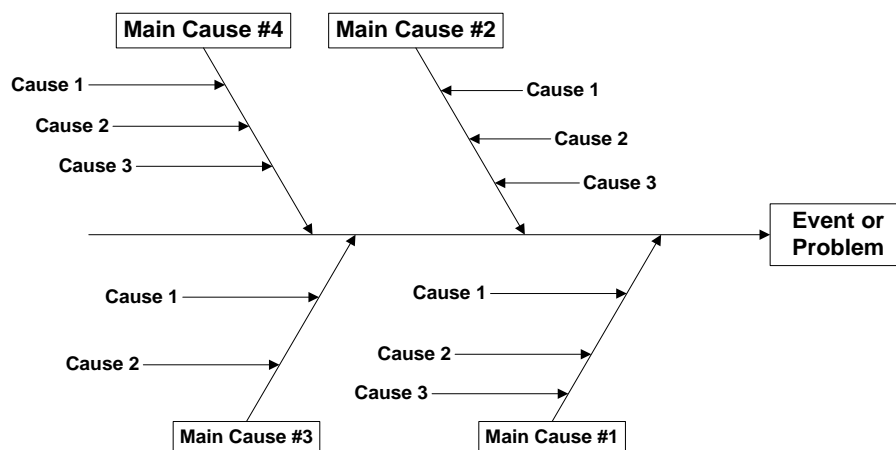 Main Cause #4
Main Cause #2
Cause 1
Cause 1
Cause 2
Cause 2
Cause 3
Cause 3
Event or
Problem
Cause 1
Cause 1
Cause 2
Cause 2
Cause 3
Main Cause #3
Main Cause #1